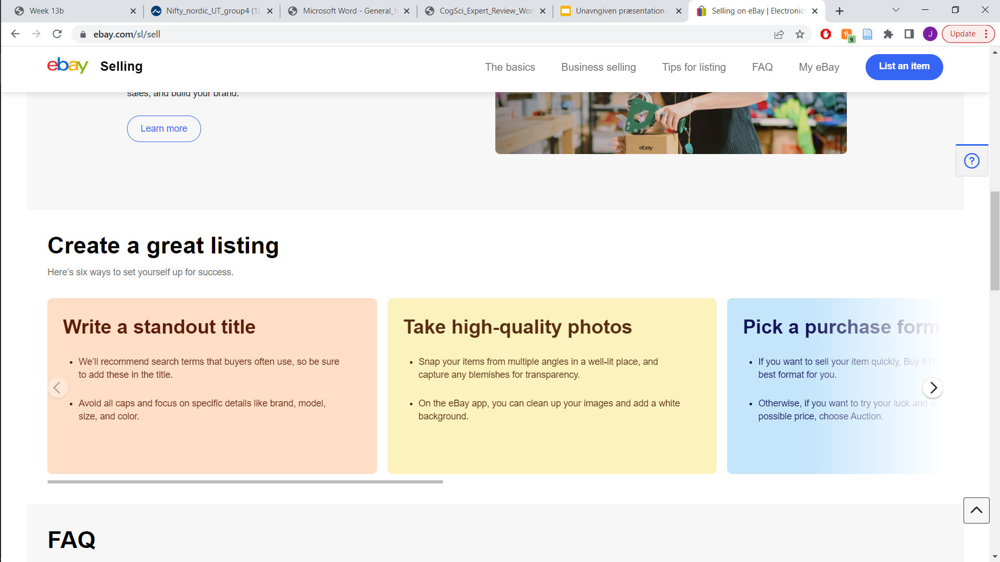 Week 13b
Nifty_nordic_UT_group4 (1)
Microsoft Word - General_f
CogSci_Expert_Review_Wor
Unavngiven præsentation -
Selling on eBay | Electronics
ebay.com/sl/sell
9
J
Update
ebay
Selling
The basics
Business selling
Tips for listing
FAQ
My eBay
List an item
sales, and build your brand.
Learn more
ebay
Create a great listing
Here’s six ways to set yourself up for success.
Write a standout title
We’ll recommend search terms that buyers often use, so be sure
to add these in the title.
Avoid all caps and focus on specific details like brand, model,
size, and color.
Take high-quality photos
Snap your items from multiple angles in a well-lit place, and
capture any blemishes for transparency.
On the eBay app, you can clean up your images and add a white
background.
Pick a purchase form
If you want to sell your item quickly, Buy it No
best format for you.
Otherwise, if you want to try your luck and
possible price, choose Auction.
FAQ